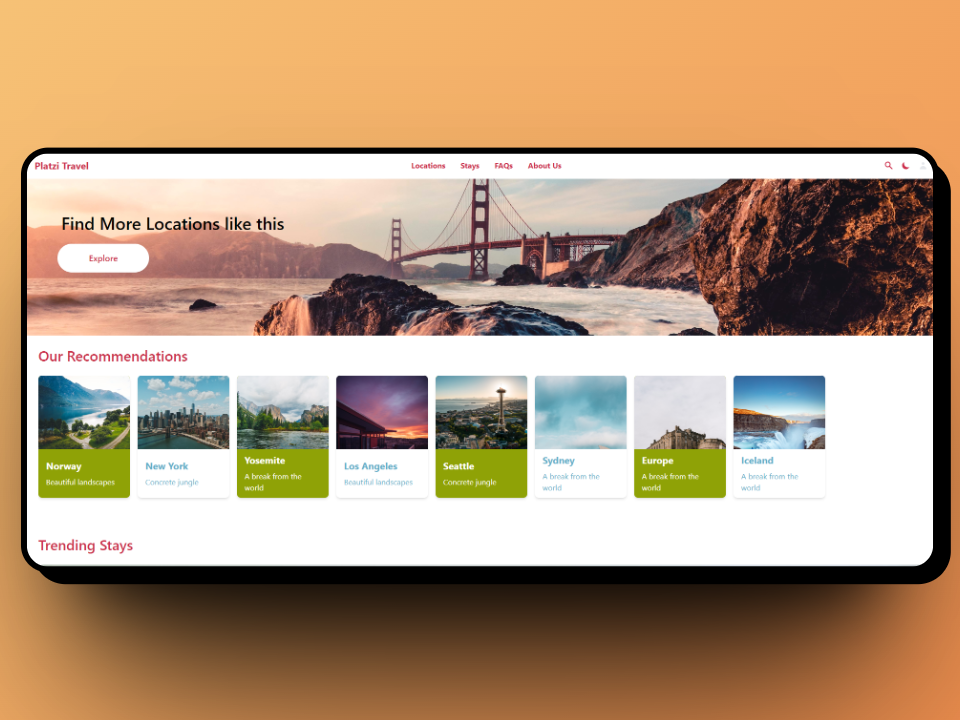 Platzi Travel
Locations Stays FAQs About Us
Find More Locations like this
Explore
Our Recommendations
Norway
Beautiful landscapes
New York
Concrete jungle
Yosemite
A break from the
world
Los Angeles
Beautiful landscapes
Seattle
Concrete jungle
Sydney
A break from the
world
Europe
A break from the
world
Iceland
A break from the
world
Trending Stays